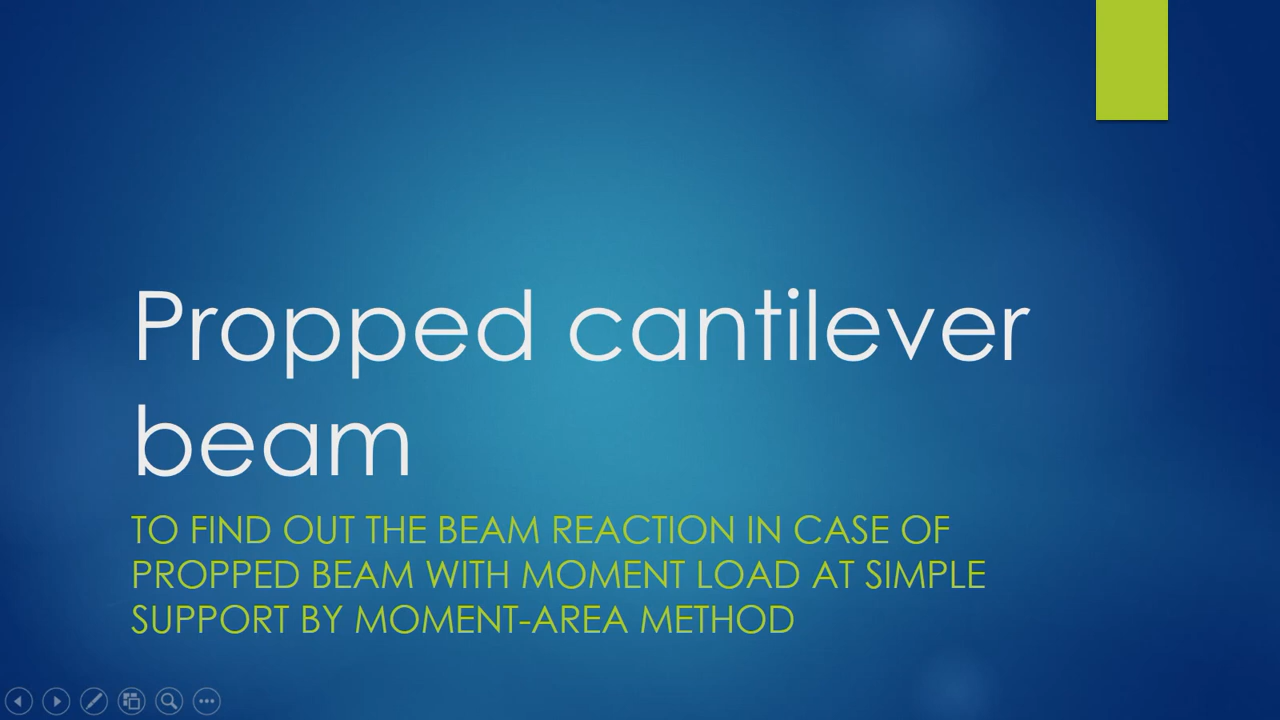 Propped cantilever
beam
TO FIND OUT THE BEAM REACTION IN CASE OF
PROPPED BEAM WITH MOMENT LOAD AT SIMPLE
SUPPORT BY MOMENT-AREA METHOD